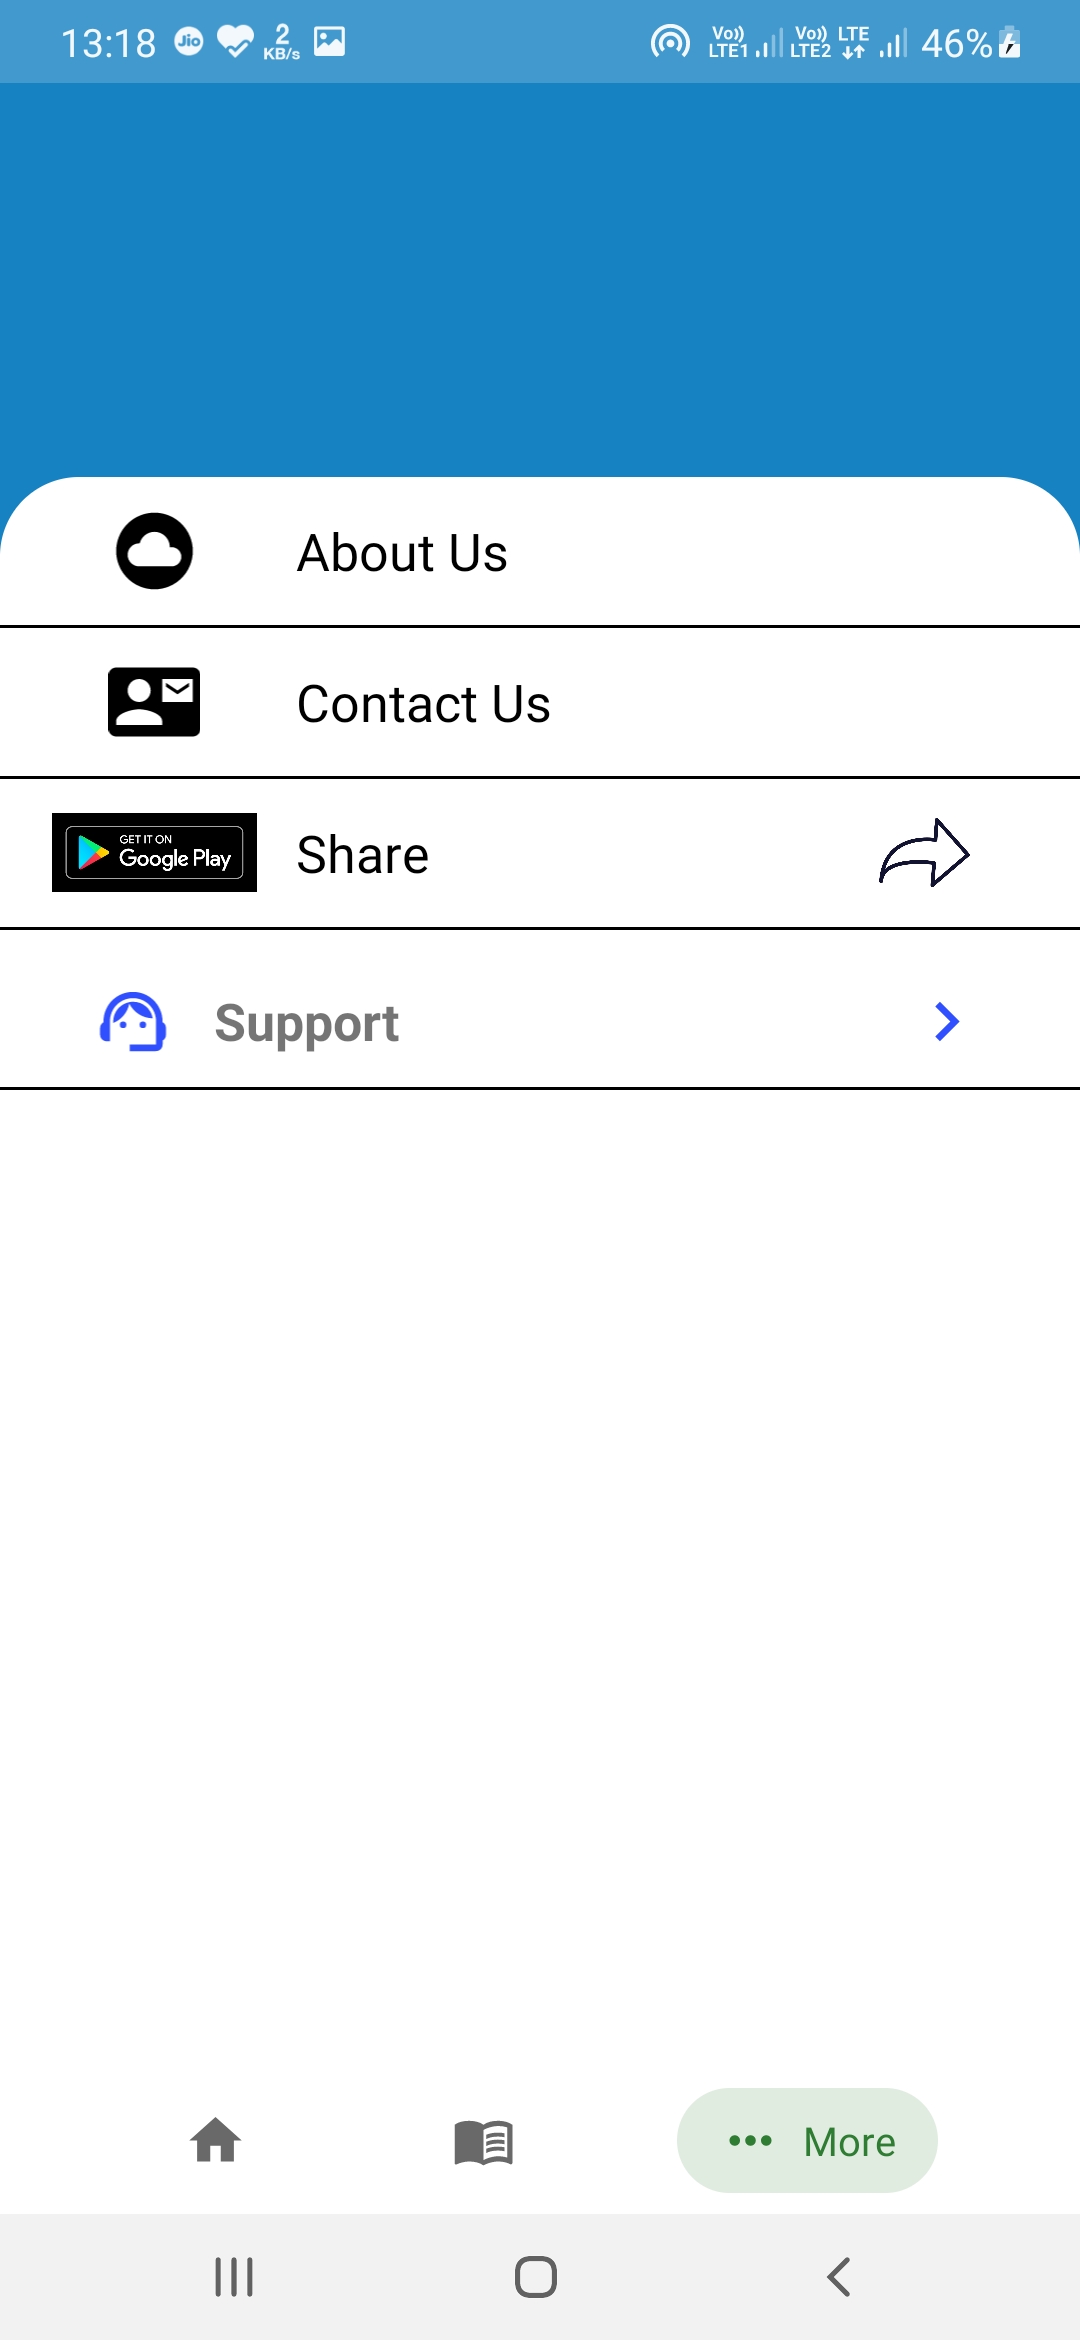 13:18 Jio 2 KB/s Vo)) LTE1 Vo)) LTE2 LTE 46%
About Us
Contact Us
GET IT ON
Google Play
Share
Support
More